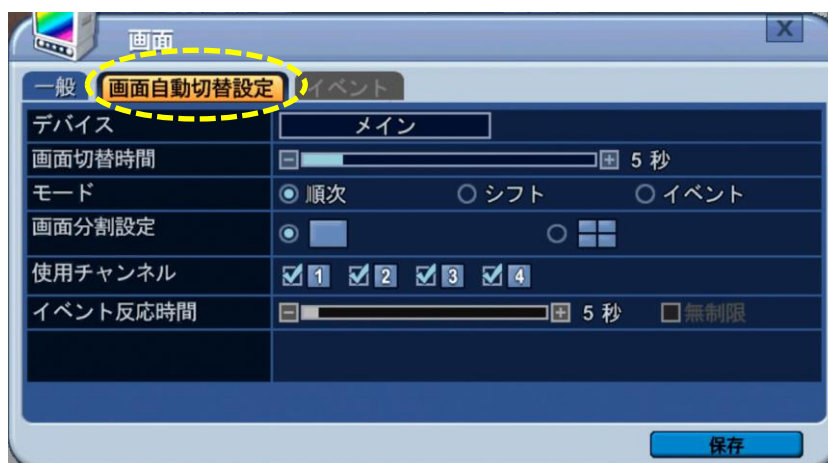 画面
X
一般 画面自動切替設定 イベント
デバイス メイン
画面切替時間 5 秒
モード 順次 シフト イベント
画面分割設定
使用チャンネル 1 2 3 4
イベント反応時間 5 秒 無制限
保存